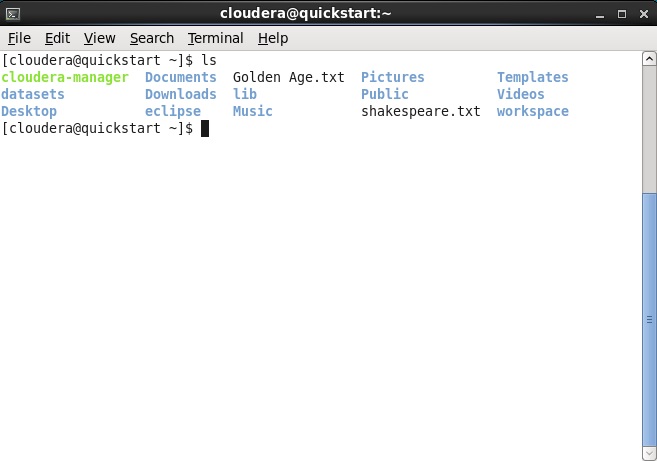 cloudera@quickstart:~
File Edit View Search Terminal Help
[cloudera@quickstart ~]$ ls
cloudera-manager  Documents  Golden Age.txt  Pictures         Templates
datasets          Downloads  lib             Public           Videos
Desktop           eclipse    Music           shakespeare.txt  workspace
[cloudera@quickstart ~]$